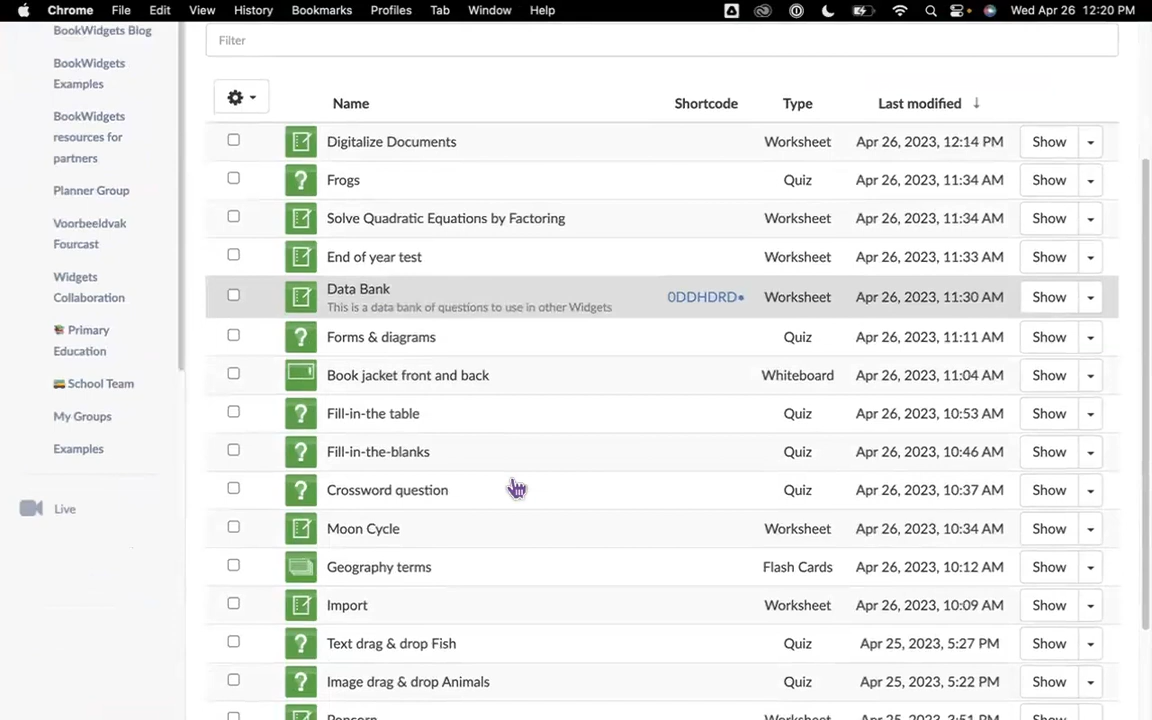 Chrome File Edit View History Bookmarks Profiles Tab Window Help Wed Apr 26 12:20 PM
BookWidgets Blog
BookWidgets
Examples
BookWidgets
resources for
partners
Planner Group
Voorbeeldvak
Fourcast
Widgets
Collaboration
Primary
Education
School Team
My Groups
Examples
Live
Filter
Name Shortcode Type Last modified ↓
Digitalize Documents Worksheet Apr 26, 2023, 12:14 PM Show
Frogs Quiz Apr 26, 2023, 11:34 AM Show
Solve Quadratic Equations by Factoring Worksheet Apr 26, 2023, 11:34 AM Show
End of year test Worksheet Apr 26, 2023, 11:33 AM Show
Data Bank 0DDHDRD• Worksheet Apr 26, 2023, 11:30 AM Show
This is a data bank of questions to use in other Widgets
Forms & diagrams Quiz Apr 26, 2023, 11:11 AM Show
Book jacket front and back Whiteboard Apr 26, 2023, 11:04 AM Show
Fill-in-the table Quiz Apr 26, 2023, 10:53 AM Show
Fill-in-the-blanks Quiz Apr 26, 2023, 10:46 AM Show
Crossword question Quiz Apr 26, 2023, 10:37 AM Show
Moon Cycle Worksheet Apr 26, 2023, 10:34 AM Show
Geography terms Flash Cards Apr 26, 2023, 10:12 AM Show
Import Worksheet Apr 26, 2023, 10:09 AM Show
Text drag & drop Fish Quiz Apr 25, 2023, 5:27 PM Show
Image drag & drop Animals Quiz Apr 25, 2023, 5:22 PM Show
Popcorn Worksheet Apr 25, 2023, 3:51 PM Show